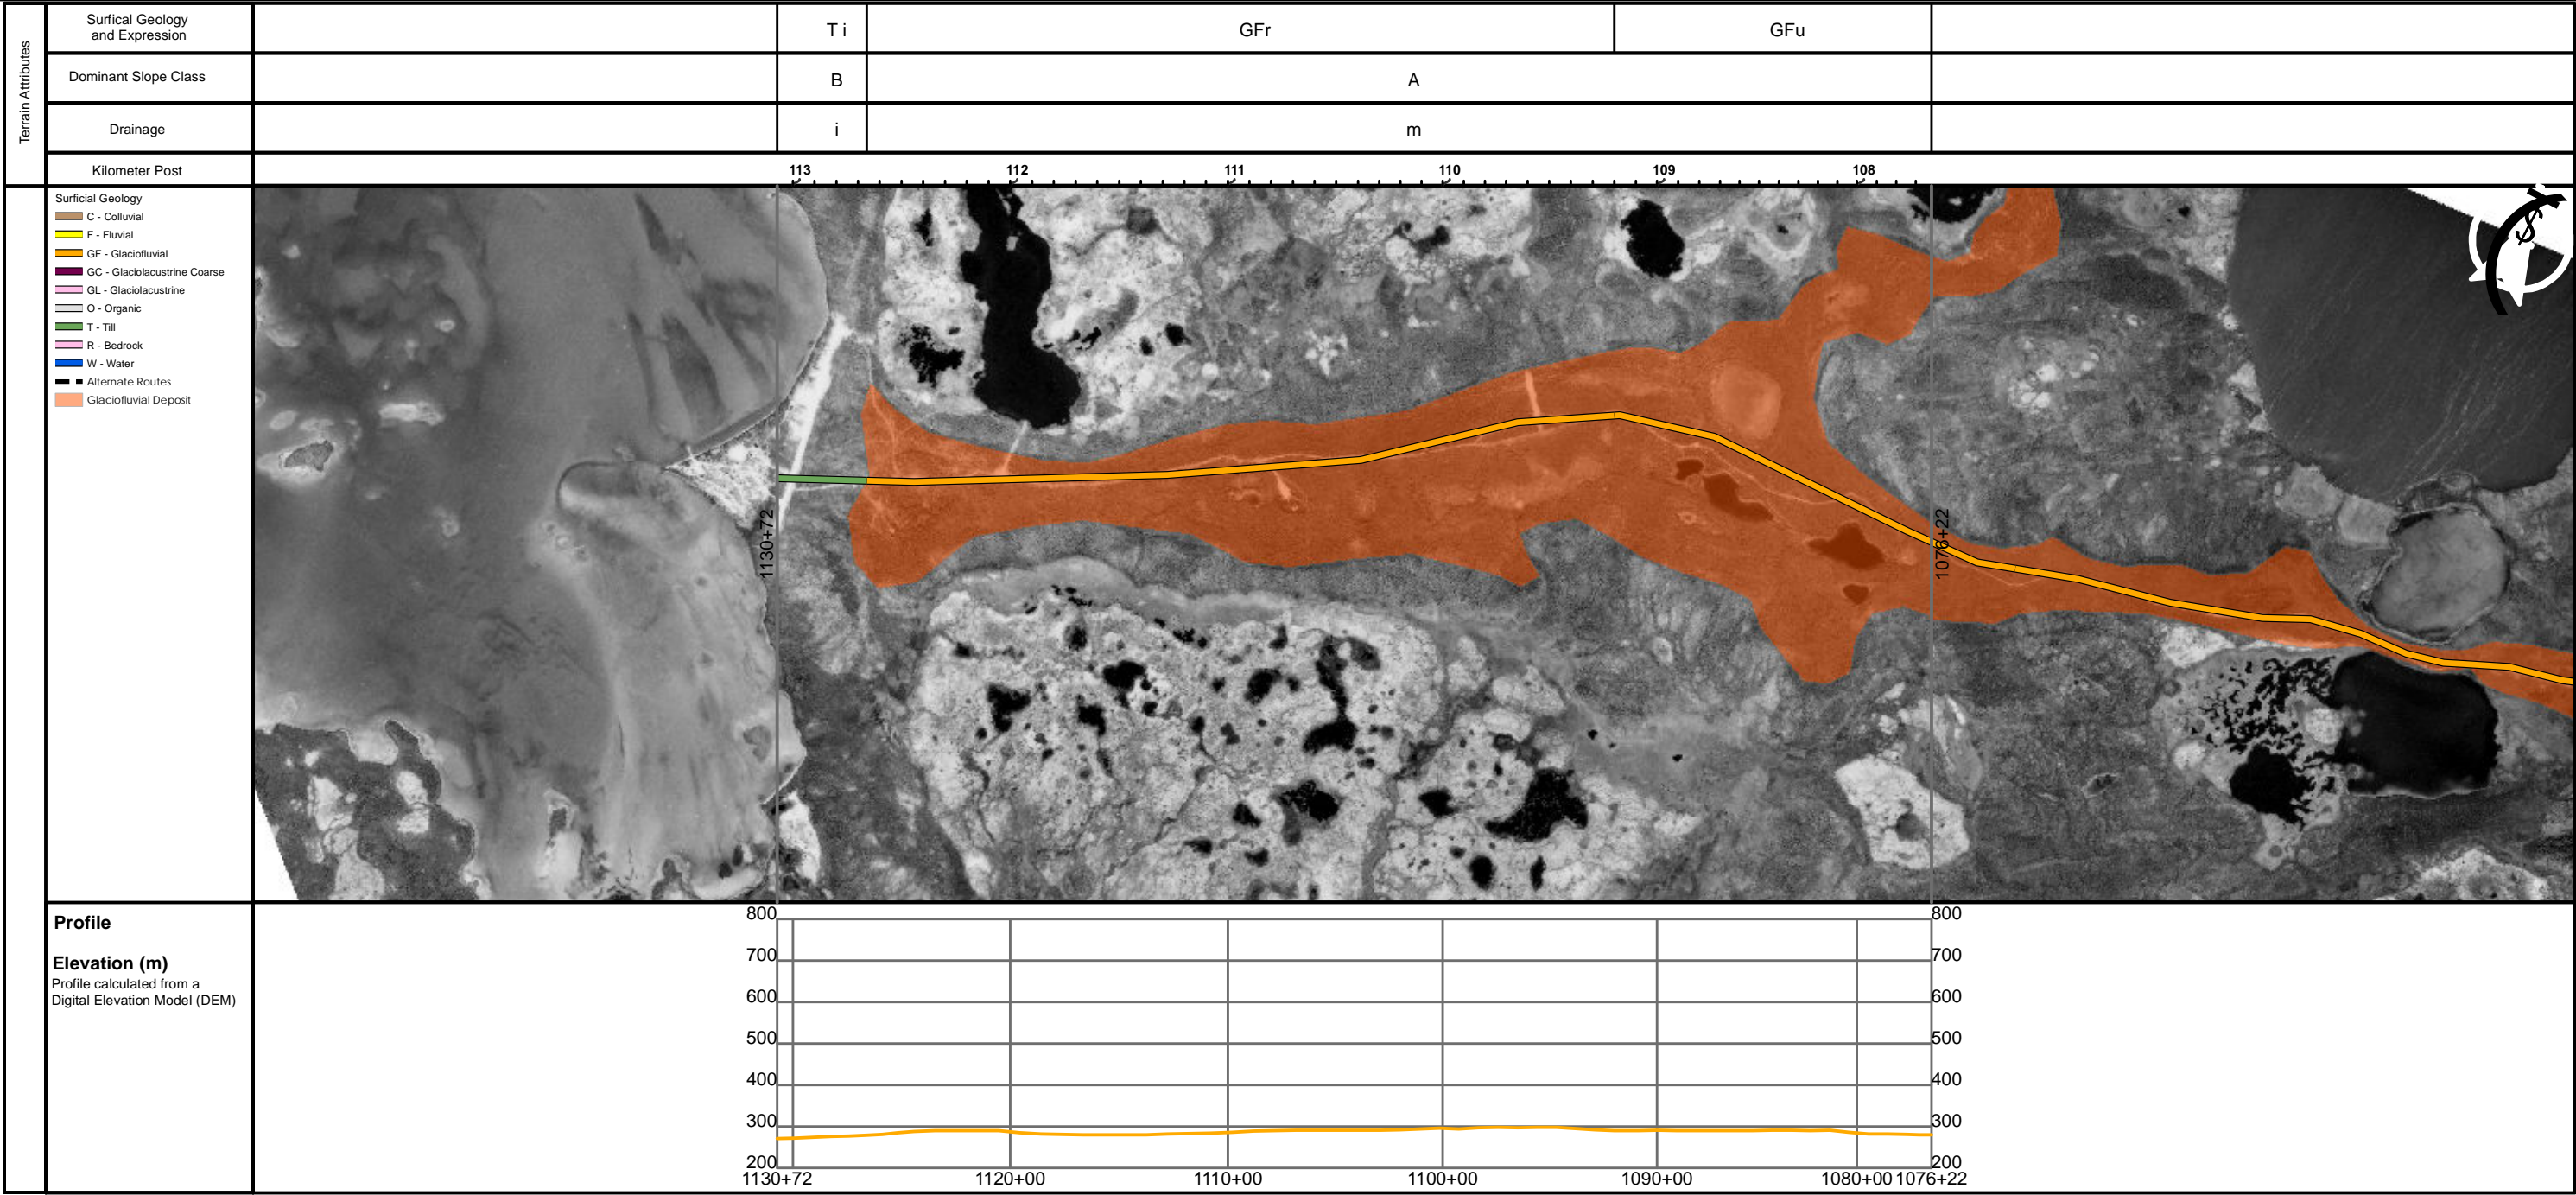 Terrain Attributes
Surfical Geology
and Expression
T i
GFr
GFu
Dominant Slope Class
B
A
Drainage
i
m
Kilometer Post
113
112
111
110
109
108
Surficial Geology
C - Colluvial
F - Fluvial
GF - Glaciofluvial
GC - Glaciolacustrine Coarse
GL - Glaciolacustrine
O - Organic
T - Till
R - Bedrock
W - Water
Alternate Routes
Glaciofluvial Deposit
$
1130+72
1076+22
Profile
Elevation (m)
Profile calculated from a
Digital Elevation Model (DEM)
800
700
600
500
400
300
200
800
700
600
500
400
300
200
1130+72
1120+00
1110+00
1100+00
1090+00
1080+00
1076+22